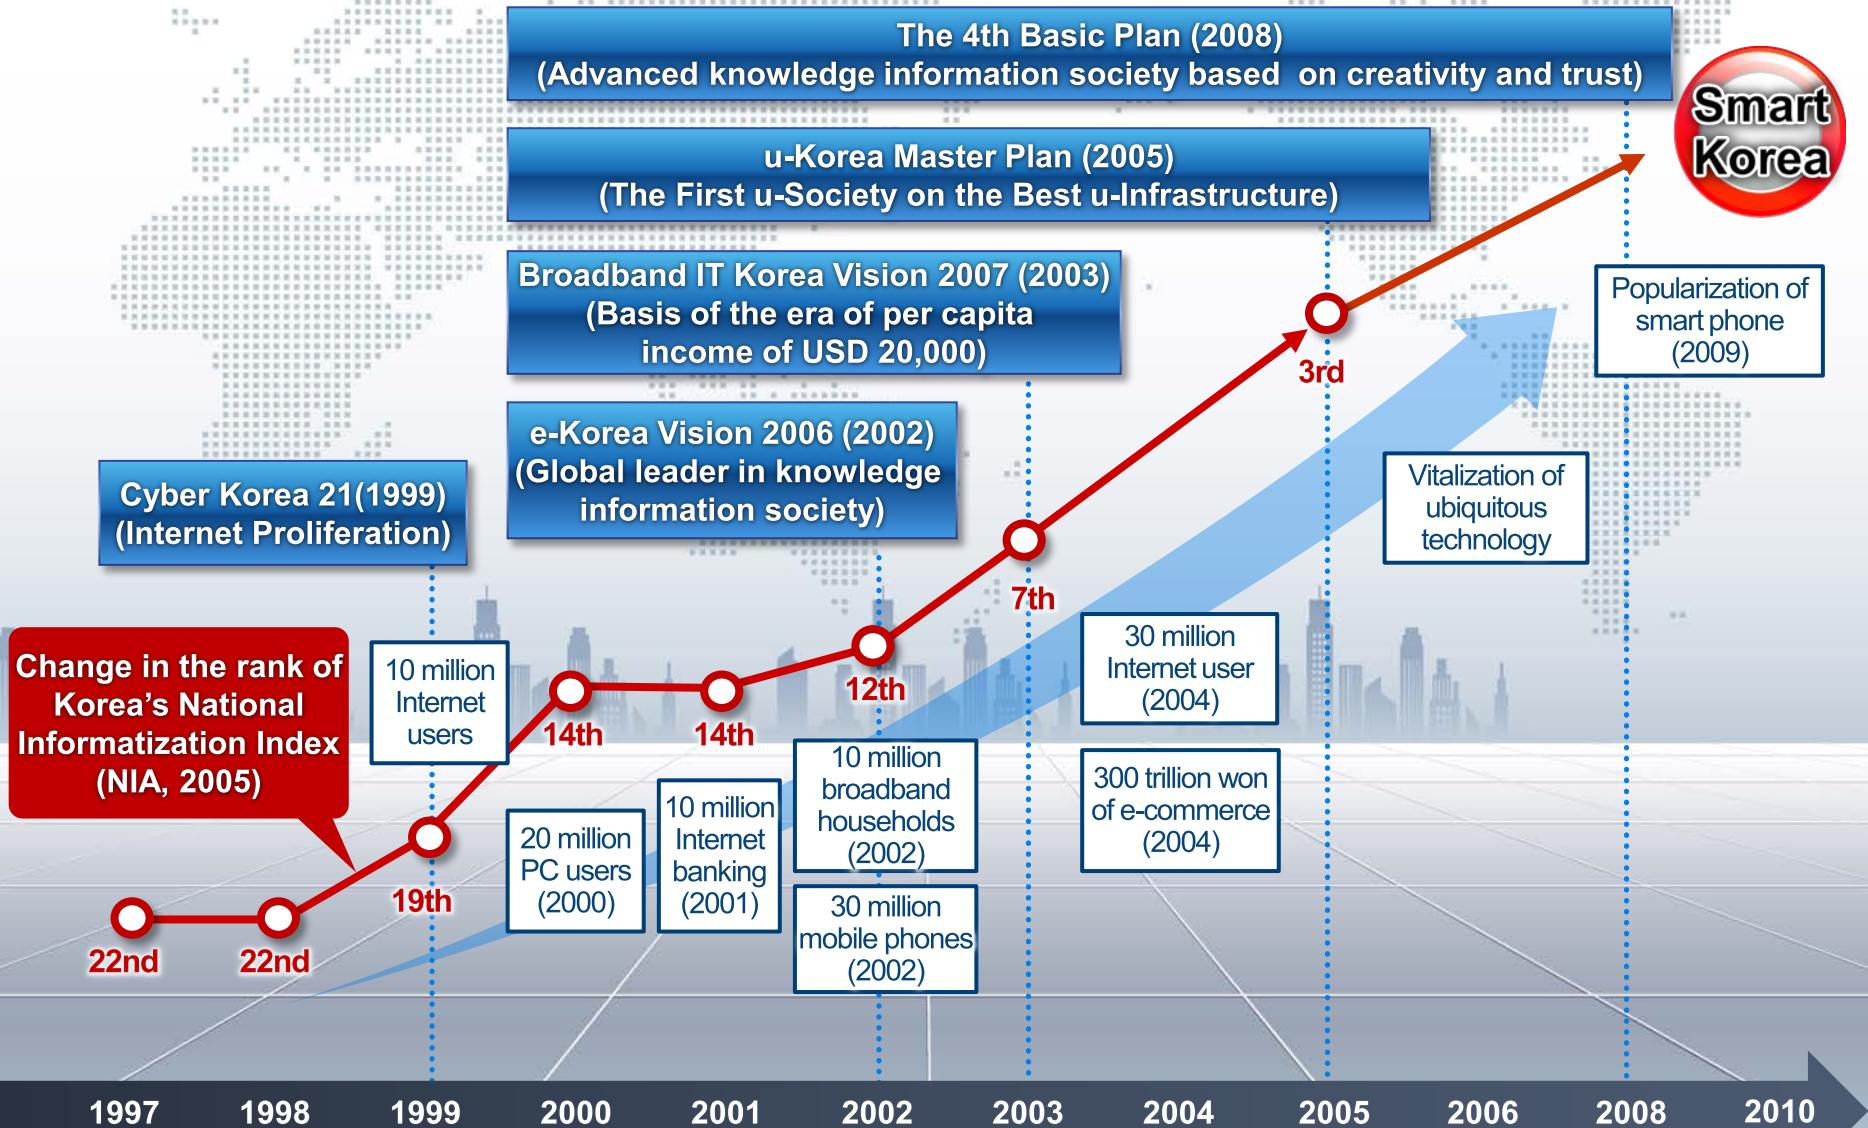 The 4th Basic Plan (2008)
(Advanced knowledge information society based on creativity and trust)
Smart
Korea
u-Korea Master Plan (2005)
(The First u-Society on the Best u-Infrastructure)
Broadband IT Korea Vision 2007 (2003)
(Basis of the era of per capita
income of USD 20,000)
Popularization of
smart phone
(2009)
3rd
e-Korea Vision 2006 (2002)
(Global leader in knowledge
information society)
Cyber Korea 21(1999)
(Internet Proliferation)
Vitalization of
ubiquitous
technology
7th
Change in the rank of
Korea's National
Informatization Index
(NIA, 2005)
10 million
Internet
users
14th
14th
12th
30 million
Internet user
(2004)
300 trillion won
of e-commerce
(2004)
10 million
broadband
households
(2002)
10 million
Internet
banking
(2001)
20 million
PC users
(2000)
30 million
mobile phones
(2002)
19th
22nd
22nd
1997 1998 1999 2000 2001 2002 2003 2004 2005 2006 2008 2010